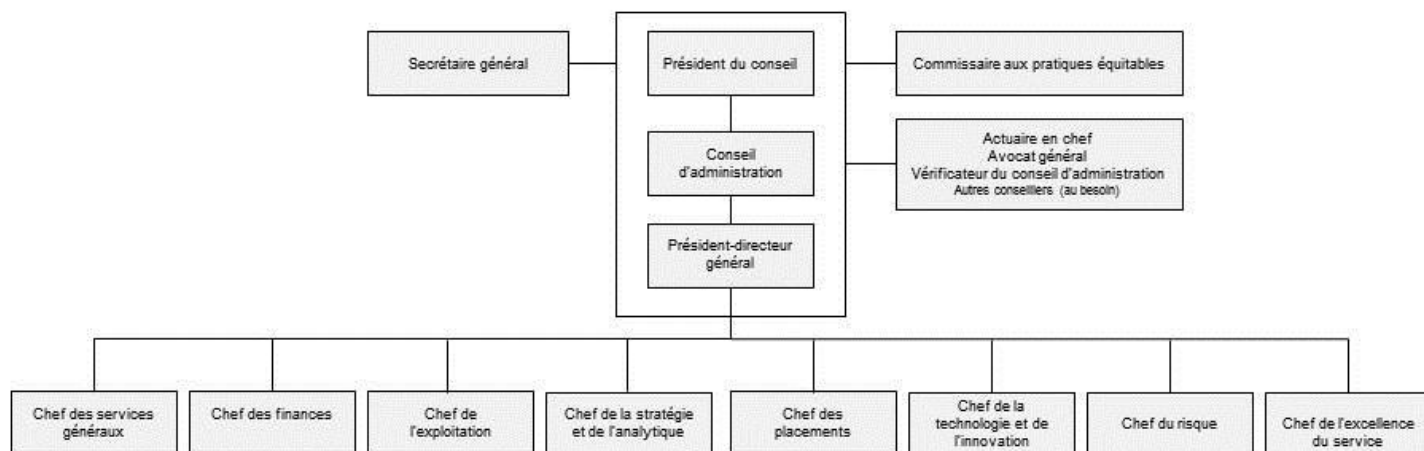 Secrétaire général
Président du conseil
Commissaire aux pratiques équitables
Conseil
d'administration
Actuaire en chef
Avocat général
Vérificateur du conseil d'administration
Autres conseilliers (au besoin)
Président-directeur
général
Chef des services
généraux
Chef des finances
Chef de
l'exploitation
Chef de la stratégie
et de l'analytique
Chef des
placements
Chef de la
technologie et de
l'innovation
Chef du risque
Chef de l'excellence
du service